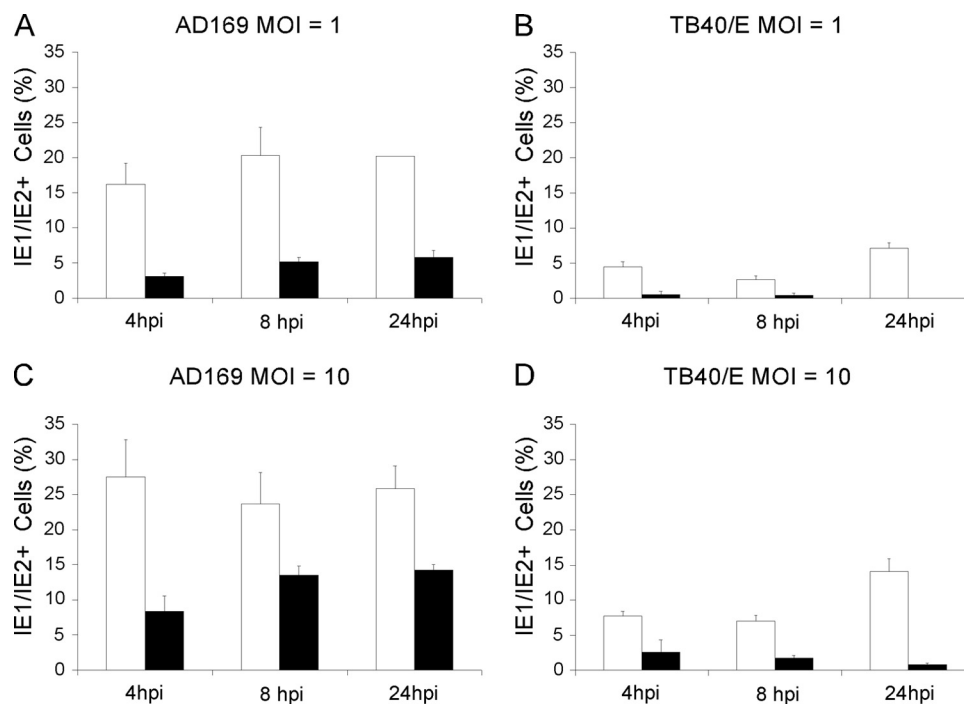 A
AD169 MOI = 1
IE1/IE2+ Cells (%)
35
30
25
20
15
10
5
0
4hpi
8 hpi
24hpi
B
TB40/E MOI = 1
IE1/IE2+ Cells (%)
35
30
25
20
15
10
5
0
4hpi
8 hpi
24hpi
C
AD169 MOI = 10
IE1/IE2+ Cells (%)
35
30
25
20
15
10
5
0
4hpi
8 hpi
24hpi
D
TB40/E MOI = 10
IE1/IE2+ Cells (%)
35
30
25
20
15
10
5
0
4hpi
8 hpi
24hpi